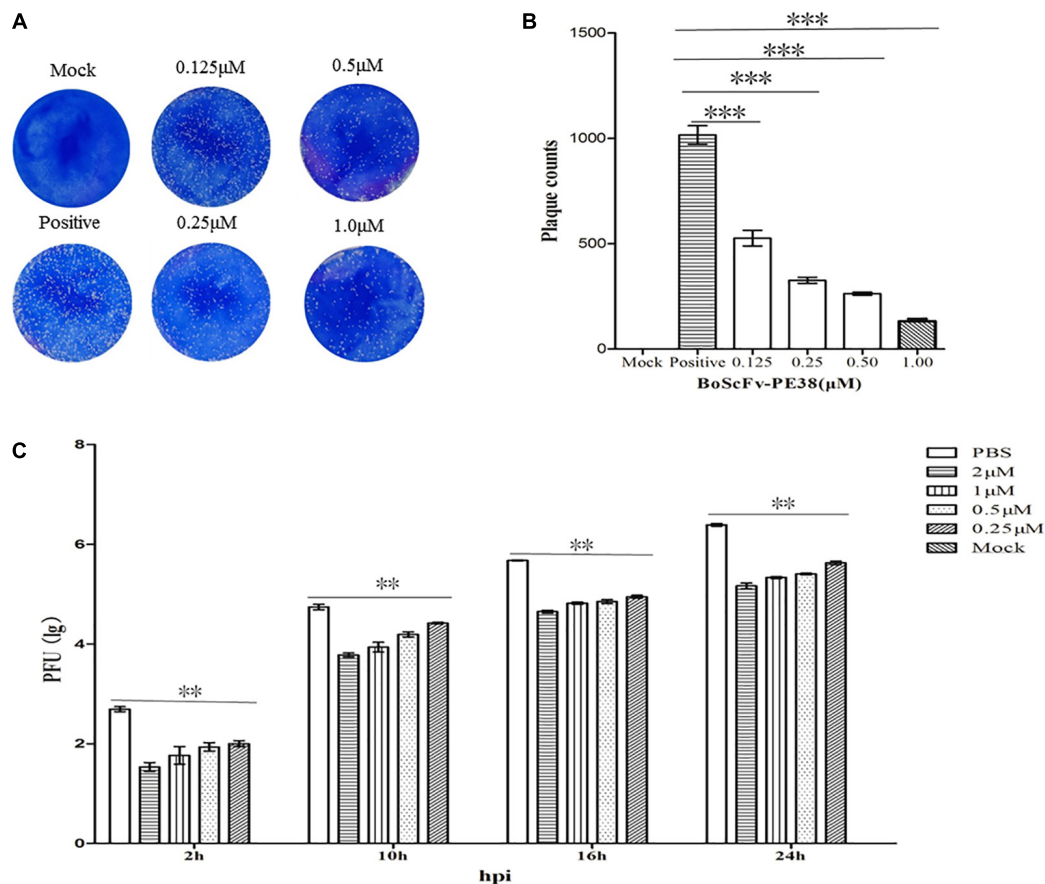 A
Mock 0.125μM 0.5μM
Positive 0.25μM 1.0μM
B
***
***
***
***
1500
1000
500
0
Plaque counts
Mock Positive 0.125 0.25 0.50 1.00
BoScFv-PE38(μM)
C
8
6
4
2
0
PFU (lg)
**
**
**
**
2h 10h 16h 24h
hpi
PBS
2μM
1μM
0.5μM
0.25μM
Mock